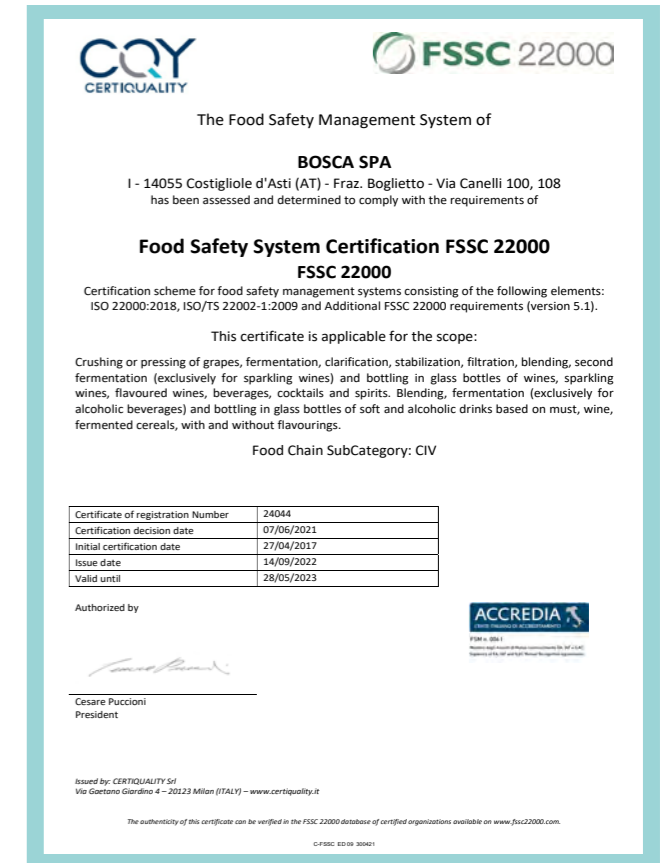 CQY
CERTIQUALITY
FSSC 22000
The Food Safety Management System of
BOSCA SPA
I - 14055 Costigliole d'Asti (AT) - Fraz. Boglietto - Via Canelli 100, 108
has been assessed and determined to comply with the requirements of
Food Safety System Certification FSSC 22000
FSSC 22000
Certification scheme for food safety management systems consisting of the following elements:
ISO 22000:2018, ISO/TS 22002-1:2009 and Additional FSSC 22000 requirements (version 5.1).
This certificate is applicable for the scope:
Crushing or pressing of grapes, fermentation, clarification, stabilization, filtration, blending, second
fermentation (exclusively for sparkling wines) and bottling in glass bottles of wines, sparkling
wines, flavoured wines, beverages, cocktails and spirits. Blending, fermentation (exclusively for
alcoholic beverages) and bottling in glass bottles of soft and alcoholic drinks based on must, wine,
fermented cereals, with and without flavourings.
Food Chain SubCategory: CIV
Certificate of registration Number 24044
Certification decision date 07/06/2021
Initial certification date 27/04/2017
Issue date 14/09/2022
Valid until 28/05/2023
Authorized by
ACCREDIA
Cesare Puccioni
President
Issued by: CERTIQUALITY Srl
Via Gaetano Giardino 4 – 20123 Milan (ITALY) – www.certiquality.it
The authenticity of this certificate can be verified in the FSSC 22000 database of certified organizations available on www.fssc22000.com.
C-FSSC ED 09 300421